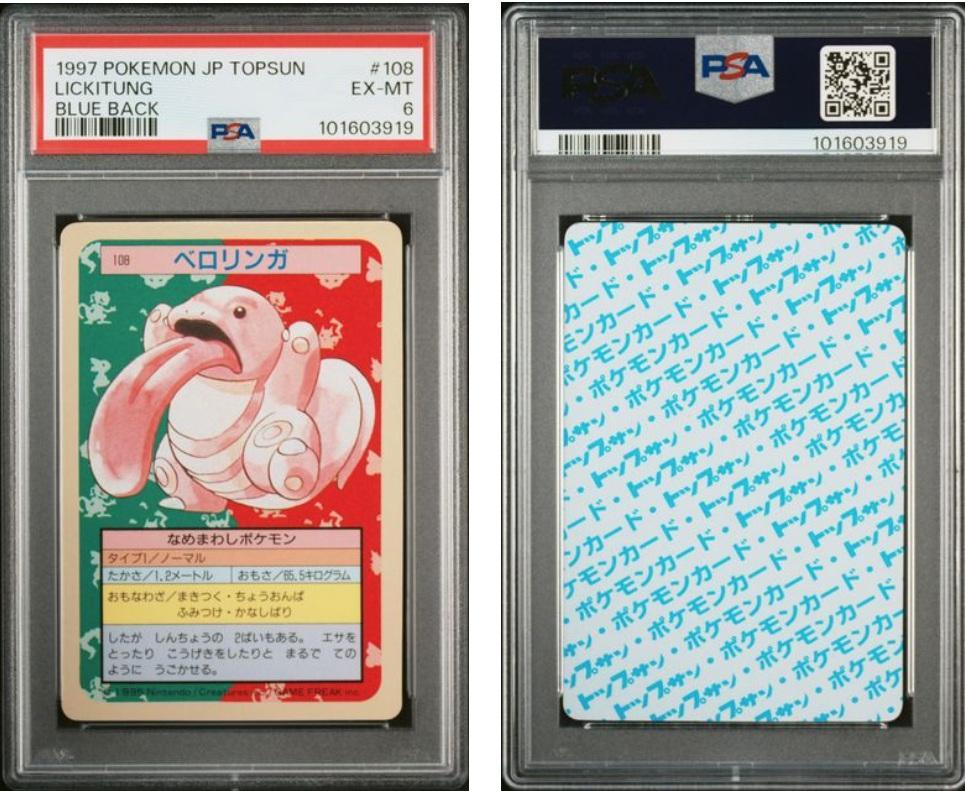 1997 POKEMON JP TOPSUN #108
LICKITUNG EX-MT
BLUE BACK 6
PSA 101603919
108 ベロリンガ
なめまわしポケモン
タイプ1/ノーマル
たかさ/1.2メートル おもさ/65.5キログラム
おもなわざ/まきつく・ちょうおんぱ
ふみつけ・かなしばり
したが しんちょうの 2ばいもある。 エサを
とったり こうげきをしたりと まるで ての
ように うごかせる。
© 1995 Nintendo/Creatures GAME FREAK inc.
PSA PSA
101603919
トップサン・ポケモンカード・トップサン・ポケモンカード